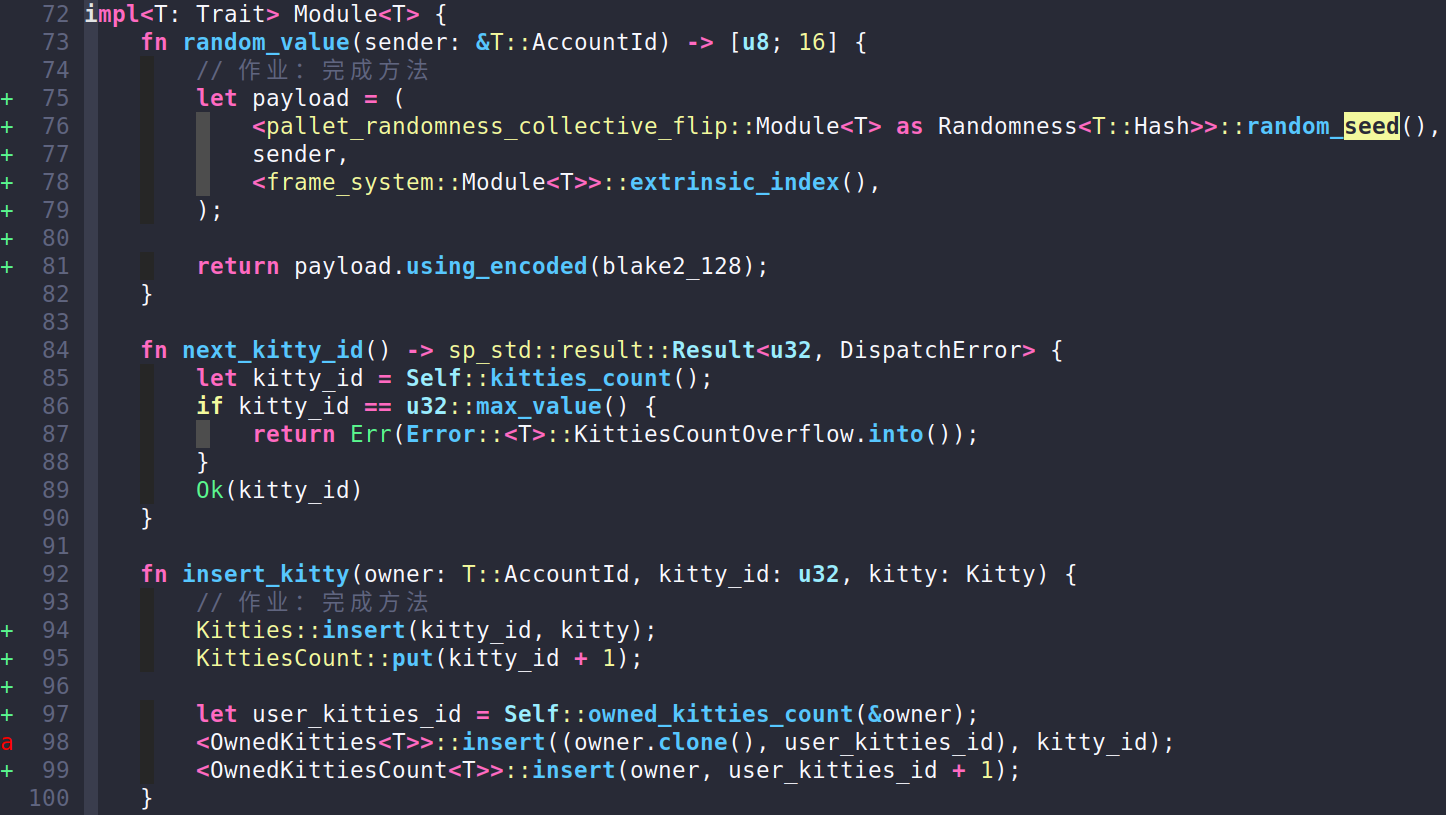 72 impl<T: Trait> Module<T> {
73     fn random_value(sender: &T::AccountId) -> [u8; 16] {
74         // 作业: 完成方法
+ 75         let payload = (
+ 76             <pallet_randomness_collective_flip::Module<T> as Randomness<T::Hash>>::random_seed(),
+ 77             sender,
+ 78             <frame_system::Module<T>>::extrinsic_index(),
+ 79         );
+ 80
+ 81         return payload.using_encoded(blake2_128);
82     }
83
84     fn next_kitty_id() -> sp_std::result::Result<u32, DispatchError> {
85         let kitty_id = Self::kitties_count();
86         if kitty_id == u32::max_value() {
87             return Err(Error::<T>::KittiesCountOverflow.into());
88         }
89         Ok(kitty_id)
90     }
91
92     fn insert_kitty(owner: T::AccountId, kitty_id: u32, kitty: Kitty) {
93         // 作业: 完成方法
+ 94         Kitties::insert(kitty_id, kitty);
+ 95         KittiesCount::put(kitty_id + 1);
+ 96
+ 97         let user_kitties_id = Self::owned_kitties_count(&owner);
a 98         <OwnedKitties<T>>::insert((owner.clone(), user_kitties_id), kitty_id);
+ 99         <OwnedKittiesCount<T>>::insert(owner, user_kitties_id + 1);
100     }